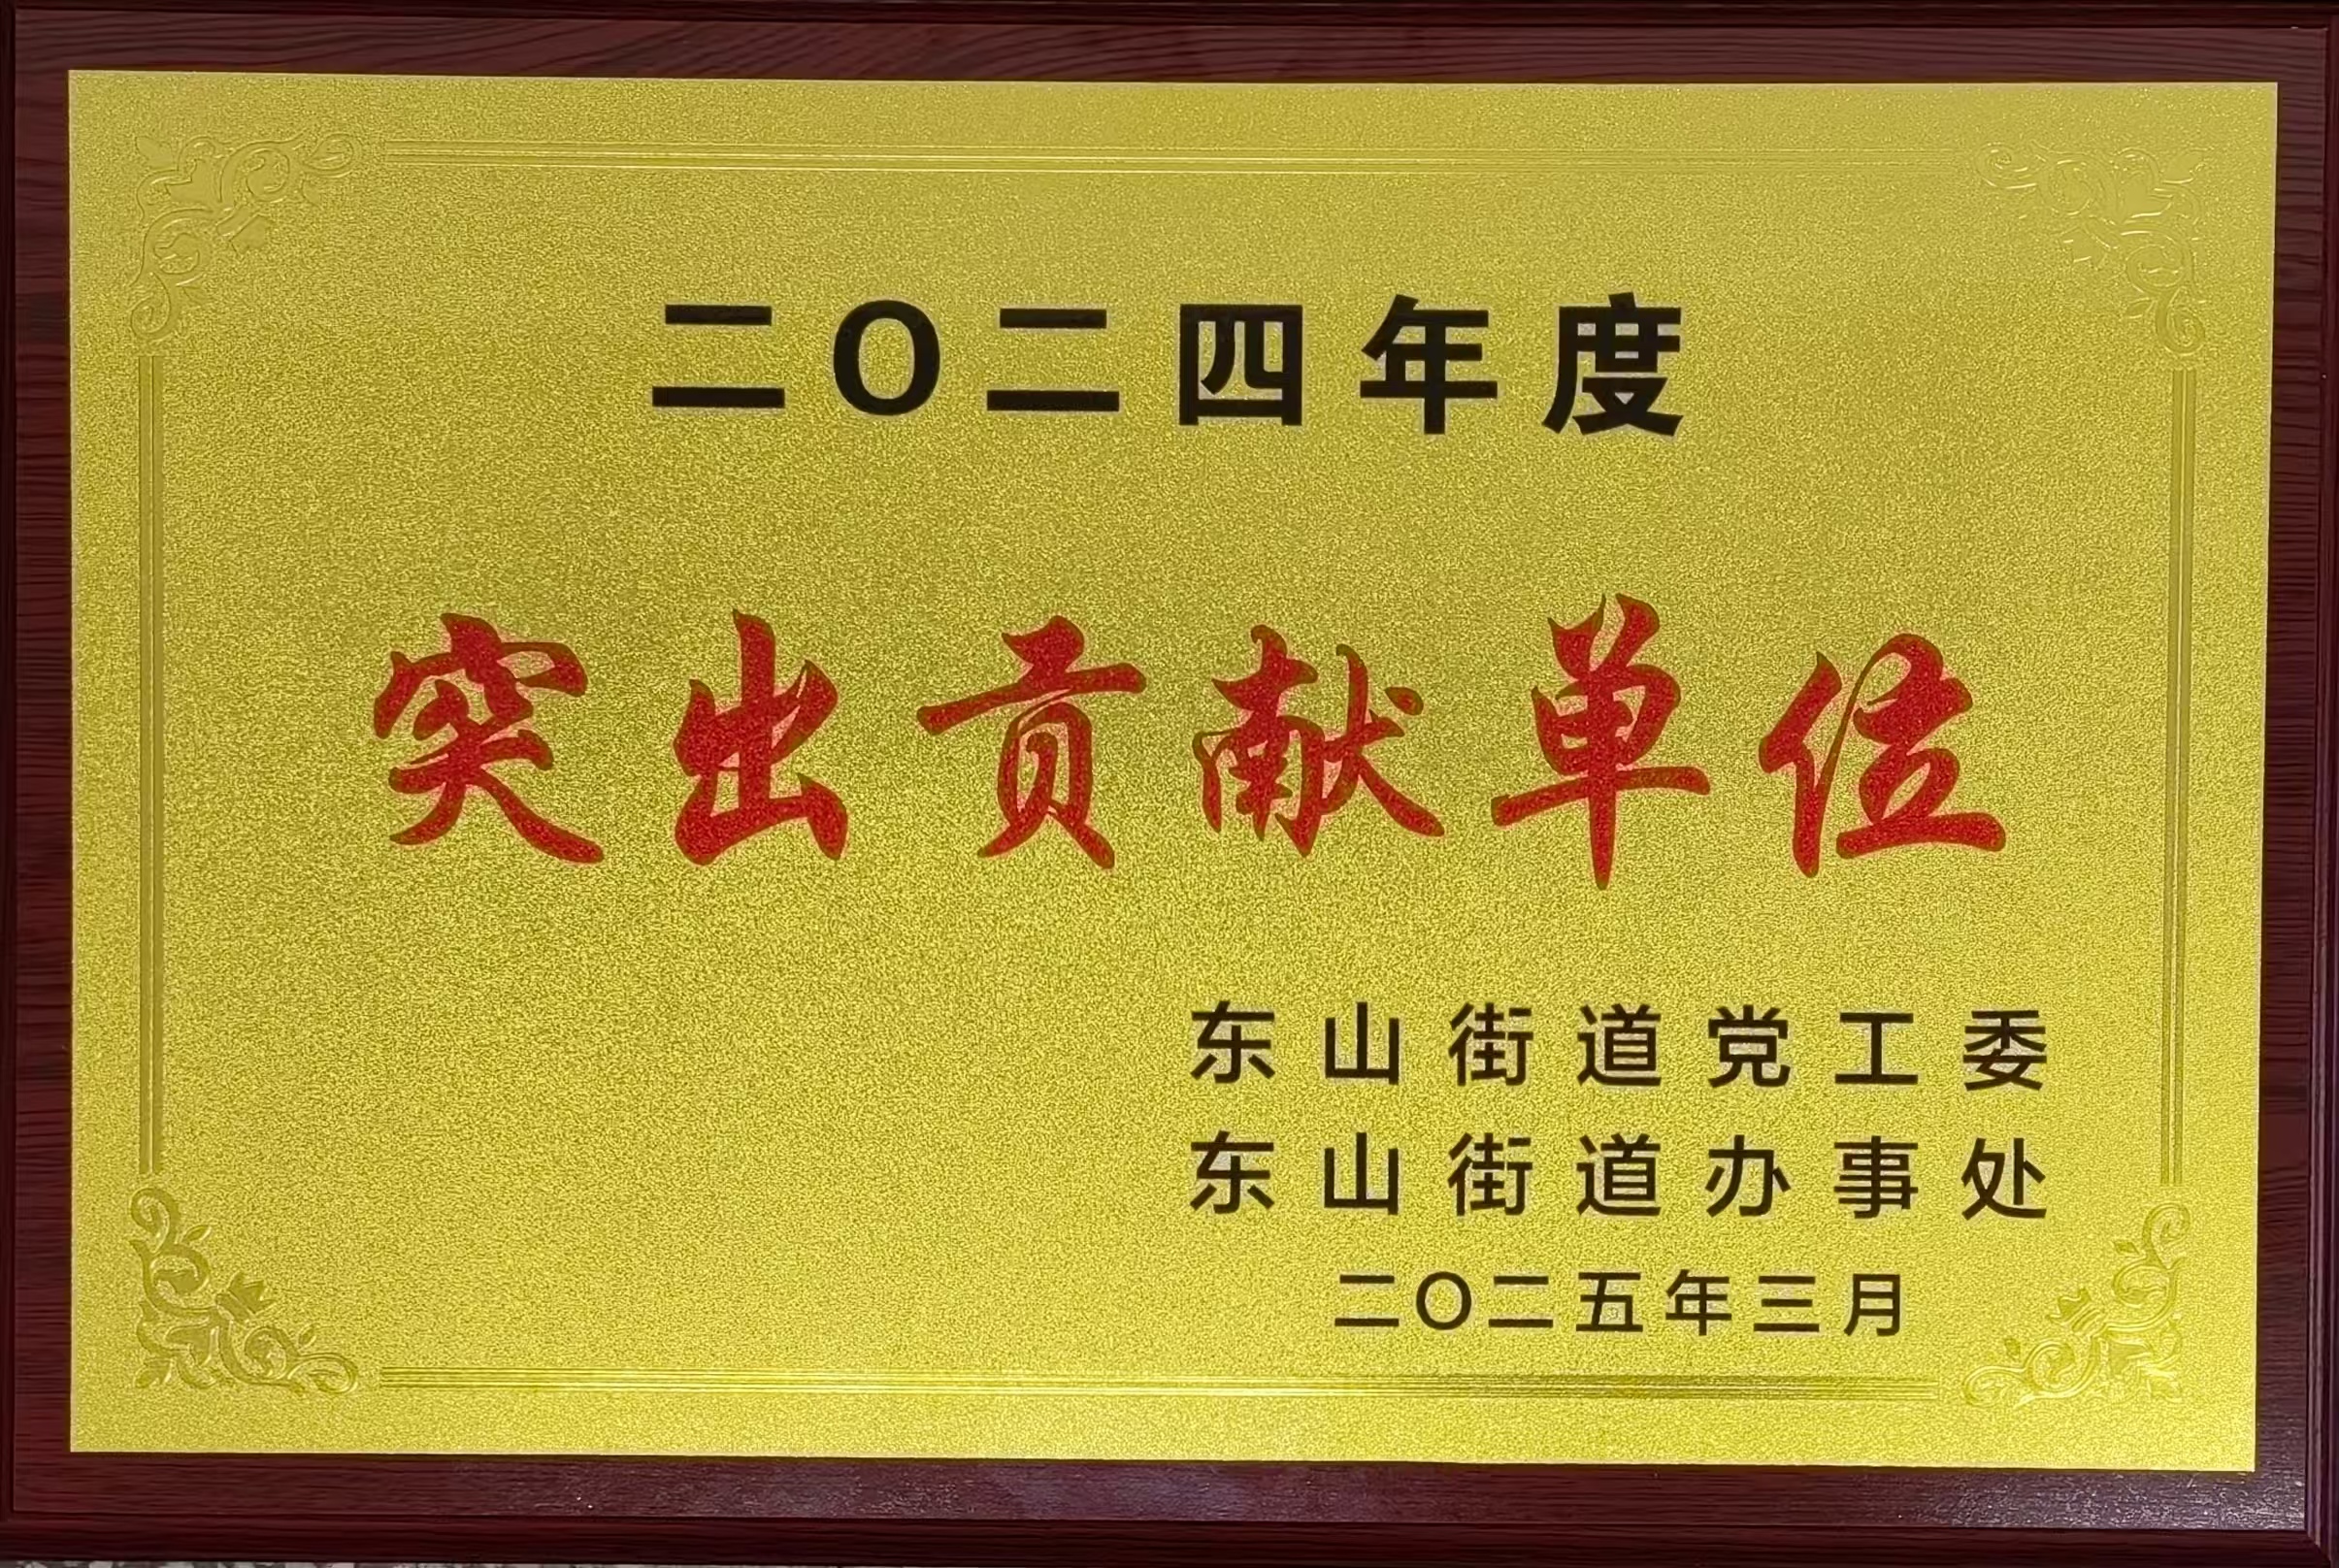 二〇二四年度
突出贡献单位
东山街道党工委
东山街道办事处
二〇二五年三月